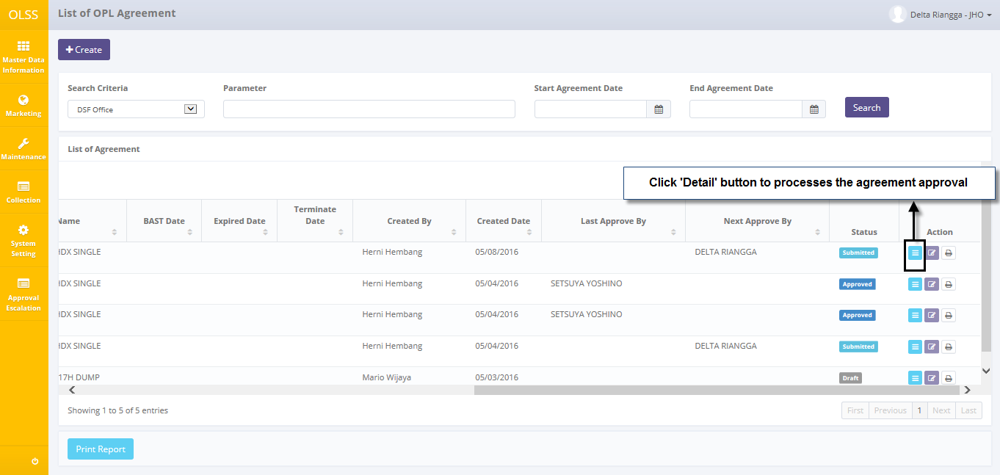 OLSS
List of OPL Agreement
Delta Riangga - JHO
Master Data
Information
Marketing
Maintenance
Collection
System
Setting
Approval
Escalation
Create
Search Criteria
Parameter
Start Agreement Date
End Agreement Date
DSF Office
Search
List of Agreement
Click 'Detail' button to processes the agreement approval
Name BAST Date Expired Date Terminate Date Created By Created Date Last Approve By Next Approve By Status Action
HDX SINGLE Herni Hembang 05/08/2016 DELTA RIANGGA Submitted
HDX SINGLE Herni Hembang 05/04/2016 SETSUYA YOSHINO Approved
HDX SINGLE Herni Hembang 05/04/2016 SETSUYA YOSHINO Approved
HDX SINGLE Herni Hembang 05/04/2016 DELTA RIANGGA Submitted
17H DUMP Mario Wijaya 05/03/2016 Draft
Showing 1 to 5 of 5 entries
First Previous 1 Next Last
Print Report